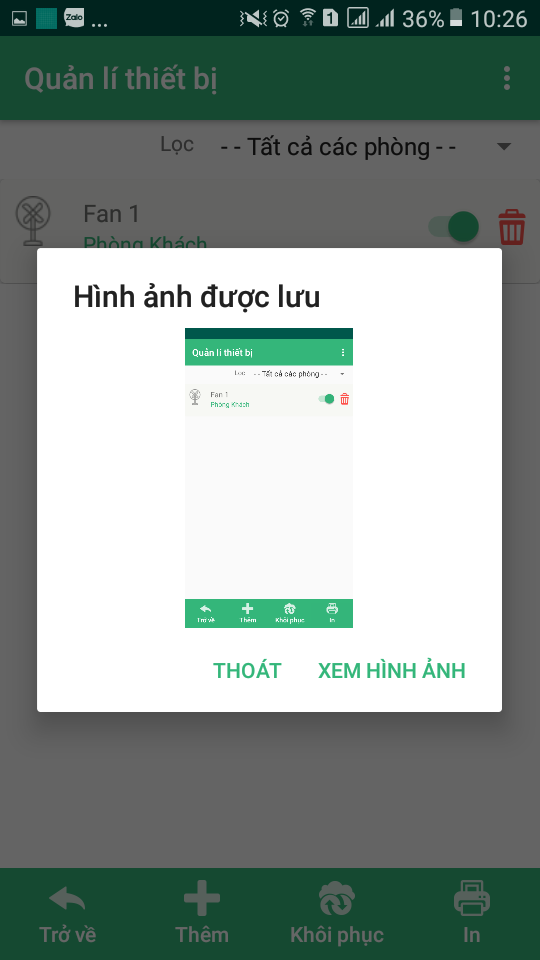 Zalo ... 1 36% 10:26
Quản lí thiết bị
Lọc - - Tất cả các phòng - -
Fan 1
Phòng Khách
Hình ảnh được lưu
Quản lí thiết bị
Lọc - - Tất cả các phòng - -
Fan 1
Phòng Khách
Trở về Thêm Khôi phục In
THOÁT XEM HÌNH ẢNH
Trở về Thêm Khôi phục In